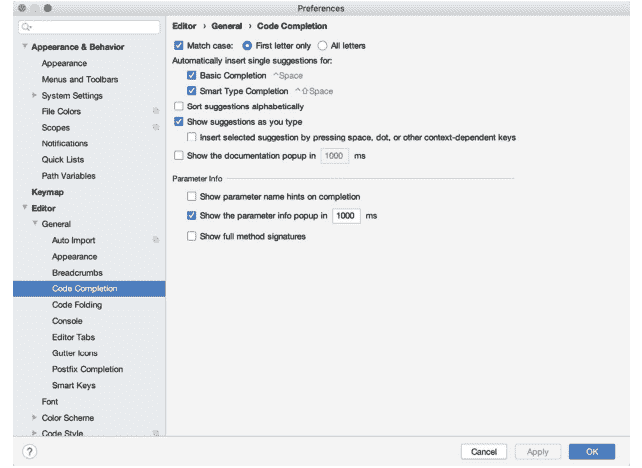 Preferences
Editor › General › Code Completion
Match case: First letter only All letters
Automatically insert single suggestions for:
Basic Completion ^Space
Smart Type Completion ^⇧Space
Sort suggestions alphabetically
Show suggestions as you type
Insert selected suggestion by pressing space, dot, or other context-dependent keys
Show the documentation popup in 1000 ms
Parameter Info
Show parameter name hints on completion
Show the parameter info popup in 1000 ms
Show full method signatures
Appearance & Behavior
Appearance
Menus and Toolbars
System Settings
File Colors
Scopes
Notifications
Quick Lists
Path Variables
Keymap
Editor
General
Auto Import
Appearance
Breadcrumbs
Code Completion
Code Folding
Console
Editor Tabs
Gutter Icons
Postfix Completion
Smart Keys
Font
Color Scheme
Code Style
?
Cancel Apply OK